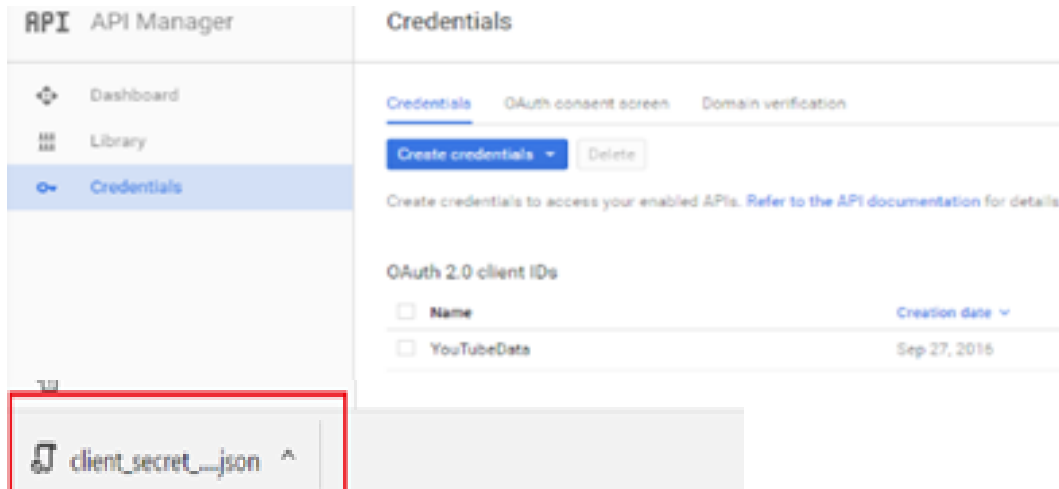 API API Manager
Credentials
Dashboard
Library
Credentials
Credentials OAuth consent screen Domain verification
Create credentials Delete
Create credentials to access your enabled APIs. Refer to the API documentation for details
OAuth 2.0 client IDs
Name Creation date
YouTubeData Sep 27, 2016
client_secret_....json